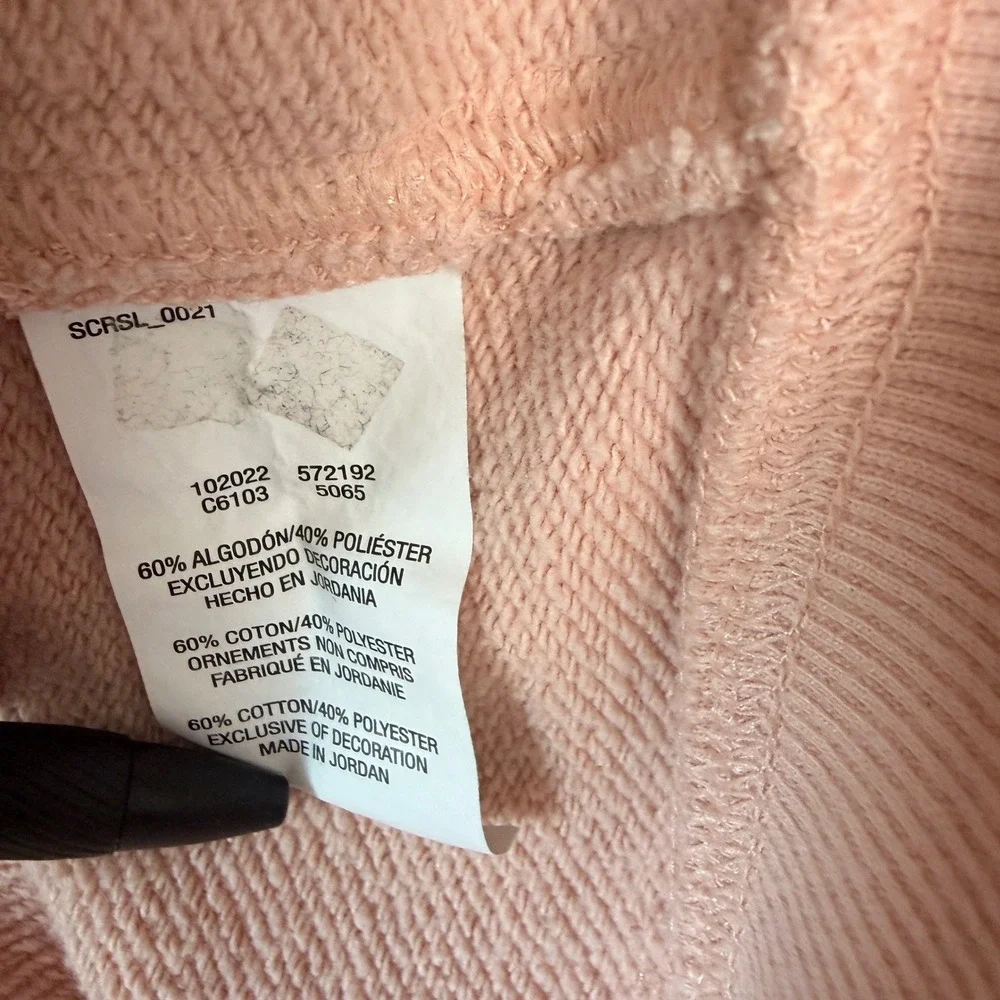 SCRSL_0021
102022 572192
C6103 5065
60% ALGODÓN/40% POLIÉSTER
EXCLUYENDO DECORACIÓN
HECHO EN JORDANIA
60% COTON/40% POLYESTER
ORNEMENTS NON COMPRIS
FABRIQUÉ EN JORDANIE
60% COTTON/40% POLYESTER
EXCLUSIVE OF DECORATION
MADE IN JORDAN